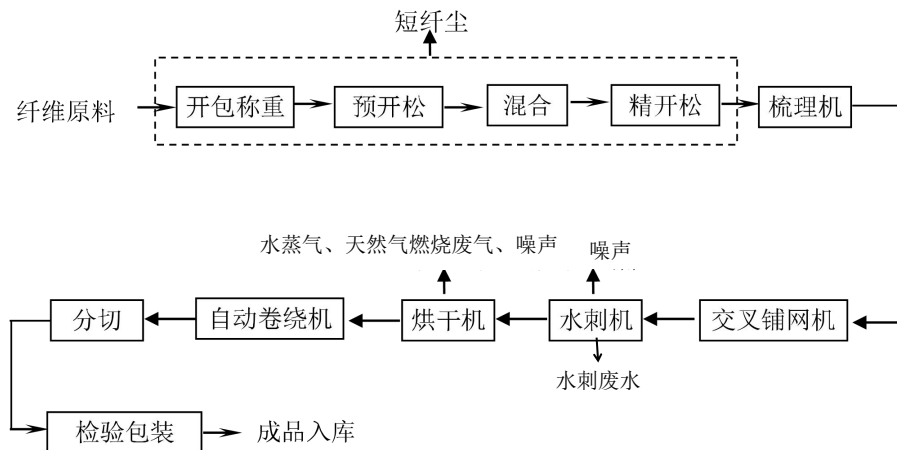 短纤尘
纤维原料
开包称重
预开松
混合
精开松
梳理机
水蒸气、天然气燃烧废气、噪声
噪声
分切
自动卷绕机
烘干机
水刺机
交叉铺网机
水刺废水
检验包装
成品入库